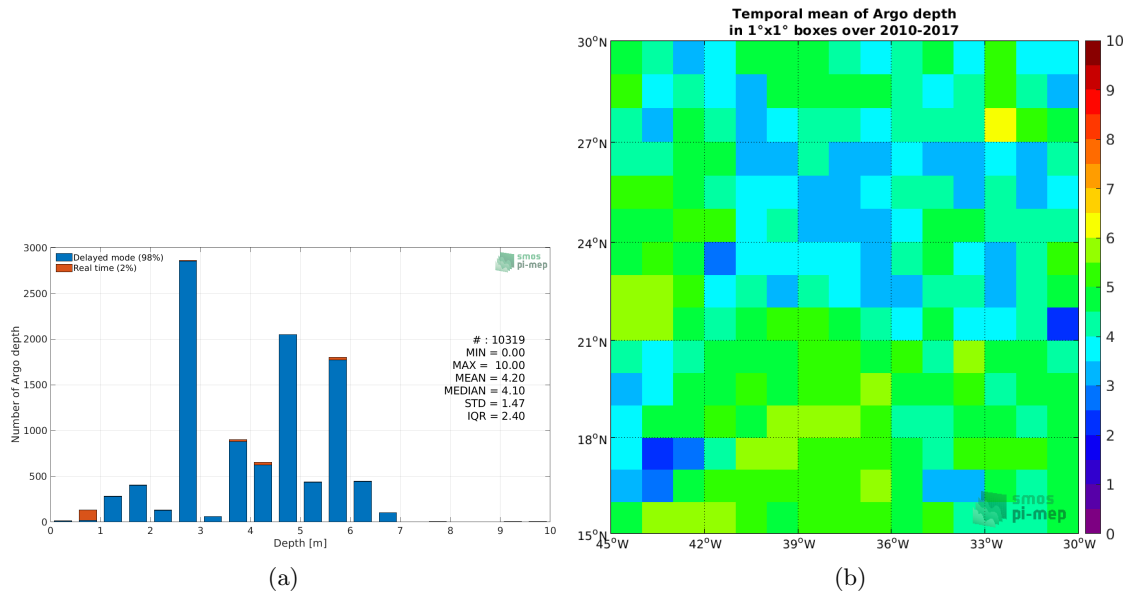 Delayed mode (98%)
Real time (2%)
smos
pi-mep
# : 10319
MIN = 0.00
MAX = 10.00
MEAN = 4.20
MEDIAN = 4.10
STD = 1.47
IQR = 2.40
Number of Argo depth
3000
2500
2000
1500
1000
500
0
0 1 2 3 4 5 6 7 8 9 10
Depth [m]
(a)
Temporal mean of Argo depth
in 1°x1° boxes over 2010-2017
30°N
27°N
24°N
21°N
18°N
15°N
45°W 42°W 39°W 36°W 33°W 30°W
smos
pi-mep
10
9
8
7
6
5
4
3
2
1
0
(b)